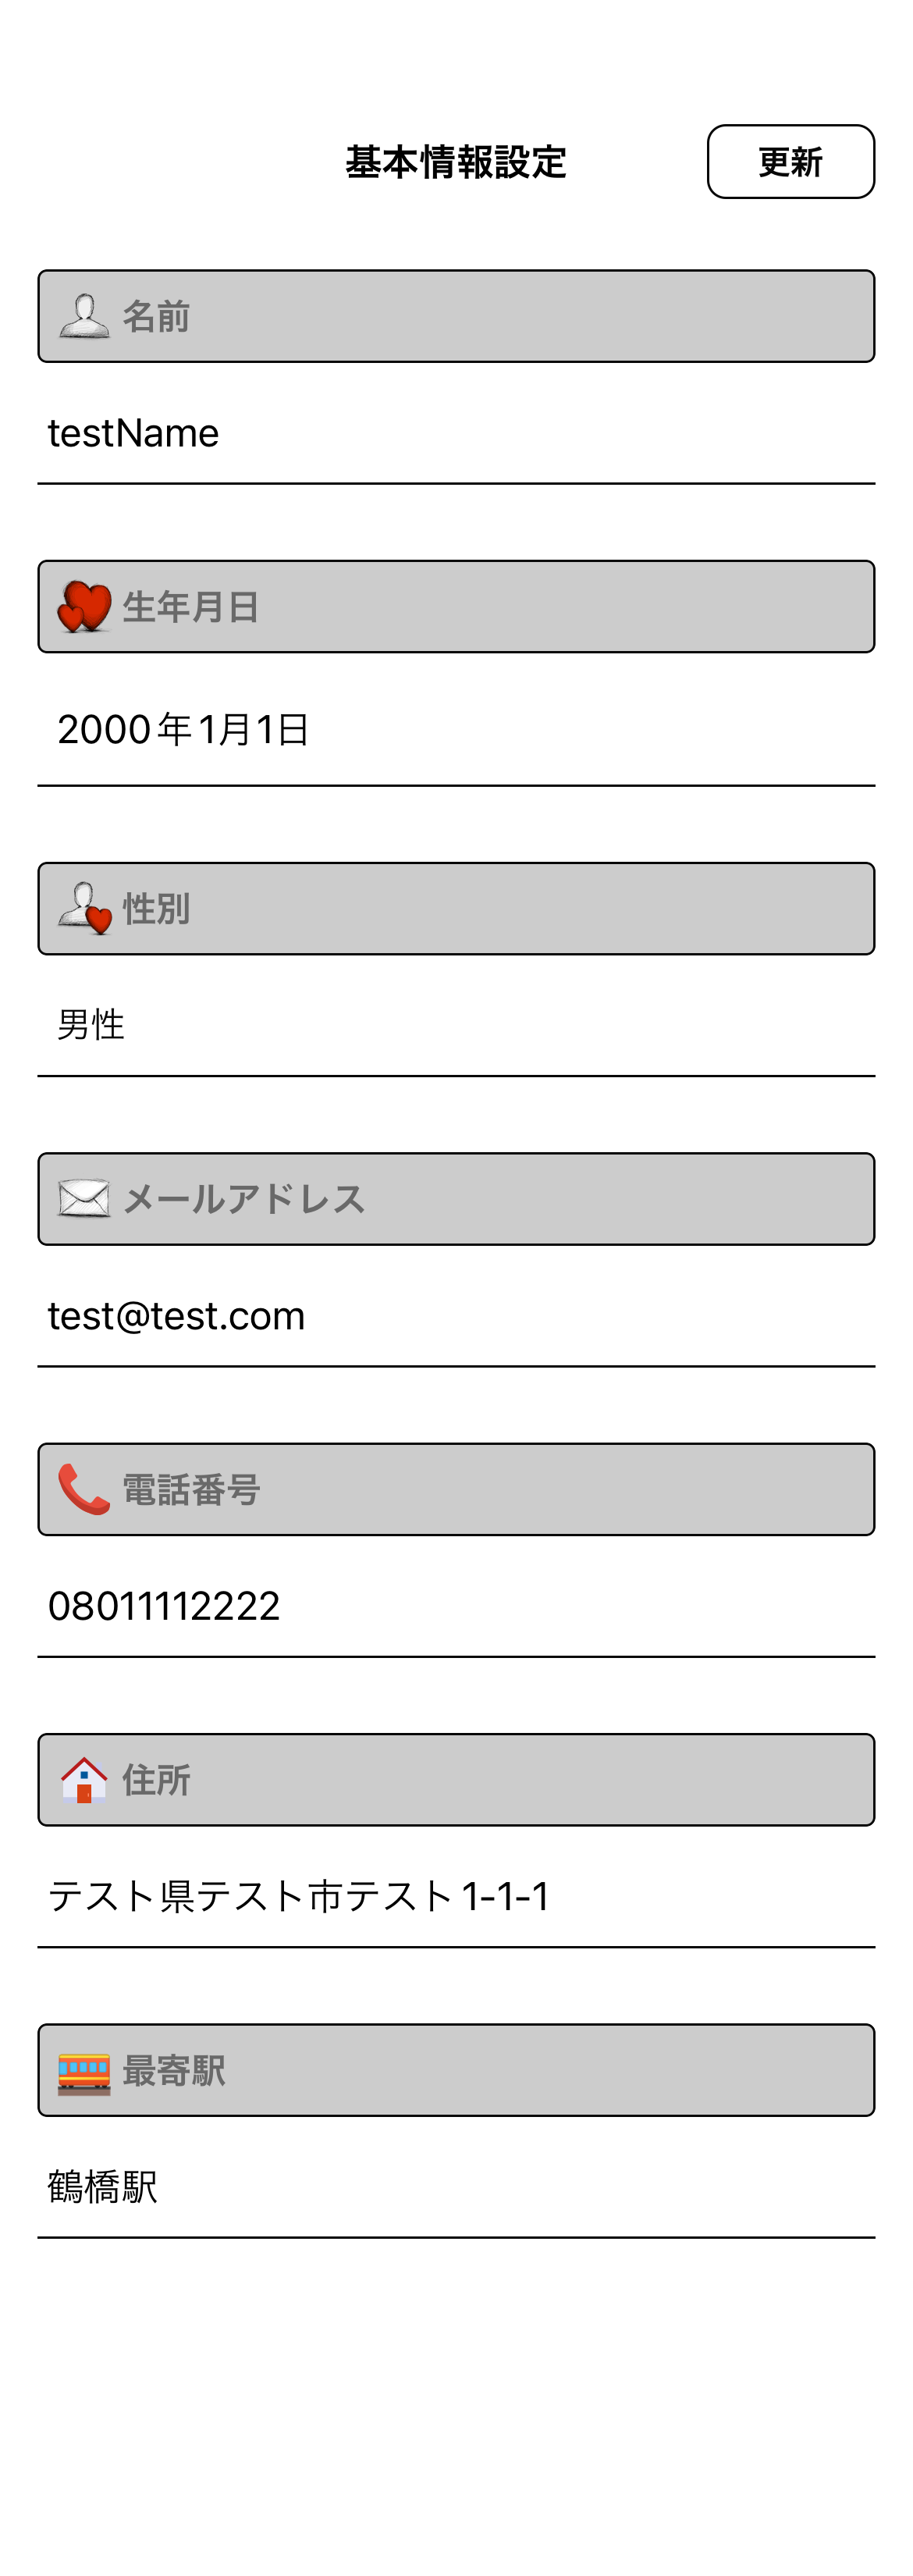 基本情報設定
更新
名前
testName
生年月日
2000年1月1日
性別
男性
メールアドレス
test@test.com
電話番号
08011112222
住所
テスト県テスト市テスト1-1-1
最寄駅
鶴橋駅